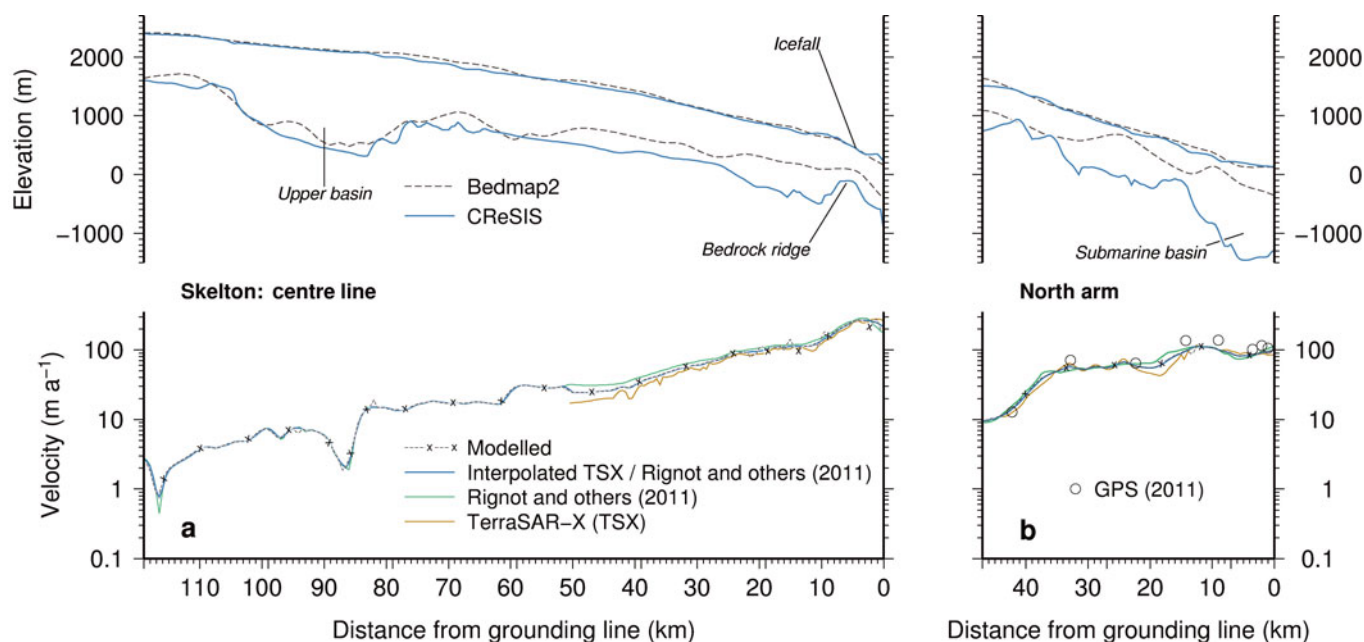 Elevation (m)
2000
1000
0
−1000
Icefall
Upper basin
Bedmap2
CReSIS
Bedrock ridge
2000
1000
0
−1000
Submarine basin
Skelton: centre line
North arm
Velocity (m a⁻¹)
100
10
1
0.1
Modelled
Interpolated TSX / Rignot and others (2011)
Rignot and others (2011)
TerraSAR−X (TSX)
a
GPS (2011)
b
100
10
1
0.1
110 100 90 80 70 60 50 40 30 20 10 0
40 30 20 10 0
Distance from grounding line (km)
Distance from grounding line (km)